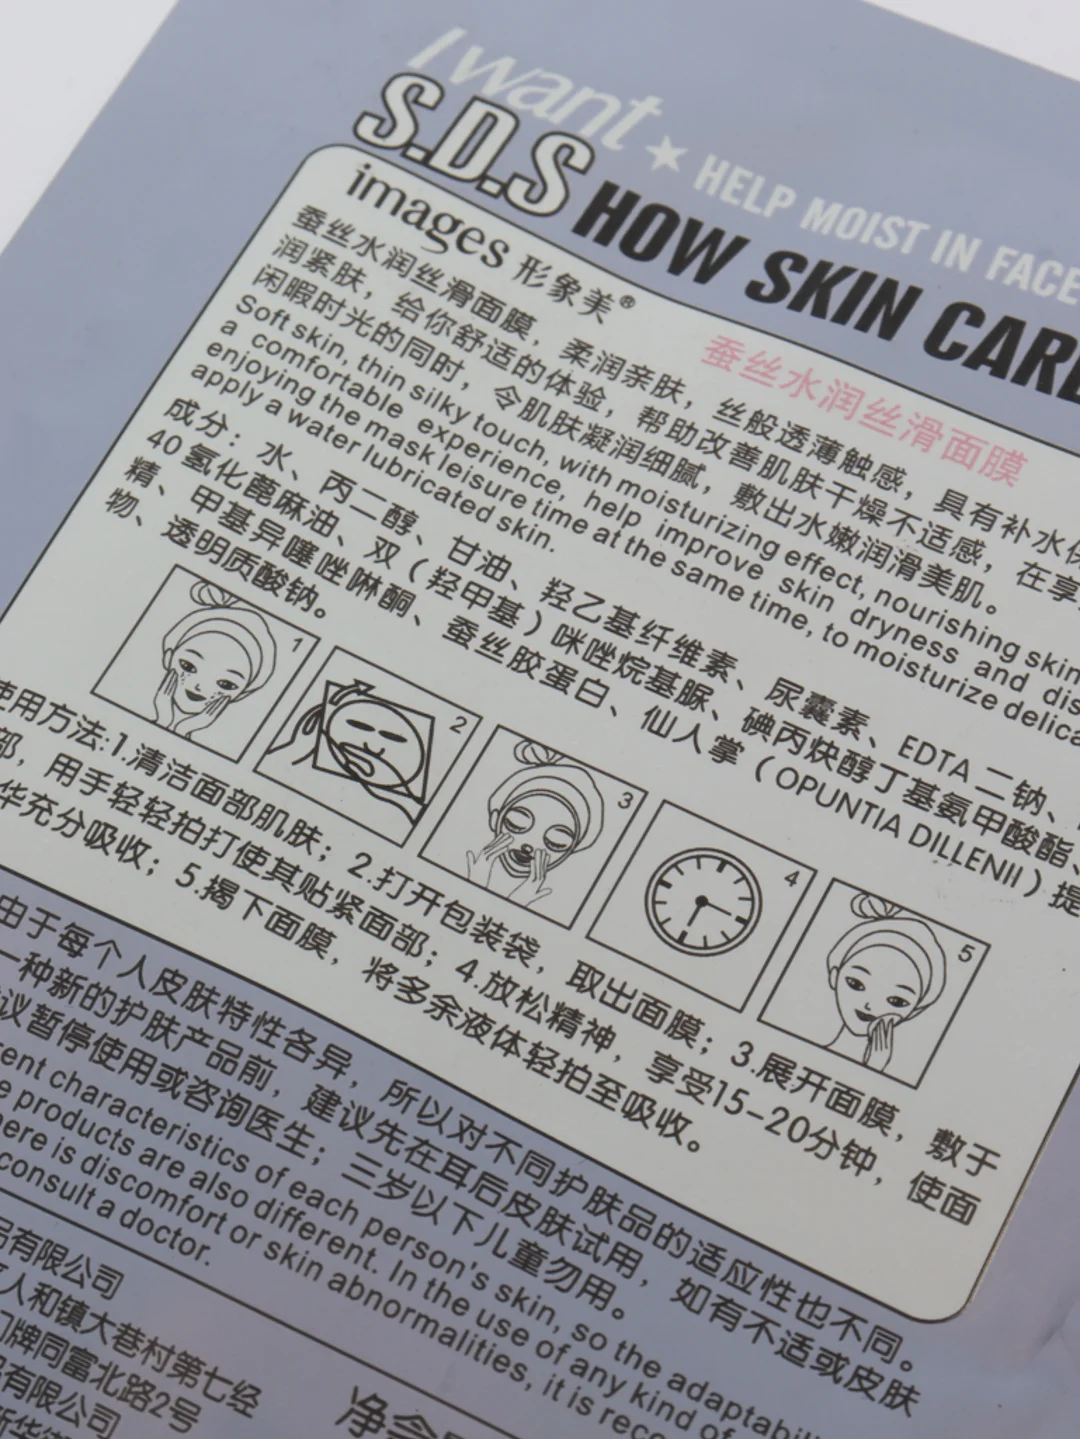 I want
S.D.S ★ HELP MOIST IN FACE
HOW SKIN CARE
images 形象美®
蚕丝水润丝滑面膜
蚕丝水润丝滑面膜，柔润亲肤，丝般透薄触感，具有补水保
润紧肤，给你舒适的体验，帮助改善肌肤干燥不适感，在享
闲暇时光的同时，令肌肤凝润细腻，敷出水嫩润滑美肌。
Soft skin, thin silky touch, with moisturizing effect, nourishing skin,
a comfortable experience, help improve skin dryness and dis
enjoying the mask leisure time at the same time, to moisturize delica
apply a water lubricated skin.
成分：水、丙二醇、甘油、羟乙基纤维素、尿囊素、EDTA 二钠、
40 氢化蓖麻油、双（羟甲基）咪唑烷基脲、碘丙炔醇丁基氨甲酸酯、
精、甲基异噻唑啉酮、蚕丝胶蛋白、仙人掌（OPUNTIA DILLENII）提
物、透明质酸钠。
1
2
3
4
5
使用方法:1.清洁面部肌肤；2.打开包装袋，取出面膜；3.展开面膜，敷于
部，用手轻轻拍打使其贴紧面部；4.放松精神，享受15-20分钟，使面
华充分吸收；5.揭下面膜，将多余液体轻拍至吸收。
由于每个人皮肤特性各异，所以对不同护肤品的适应性也不同。
一种新的护肤产品前，建议先在耳后皮肤试用，如有不适或皮肤
议暂停使用或咨询医生；三岁以下儿童勿用。
rent characteristics of each person's skin, so the adaptabili
e products are also different. In the use of any kind of
here is discomfort or skin abnormalities, it is reco
consult a doctor.
品有限公司
人和镇大巷村第七经
门牌同富北路2号
品有限公司
净含